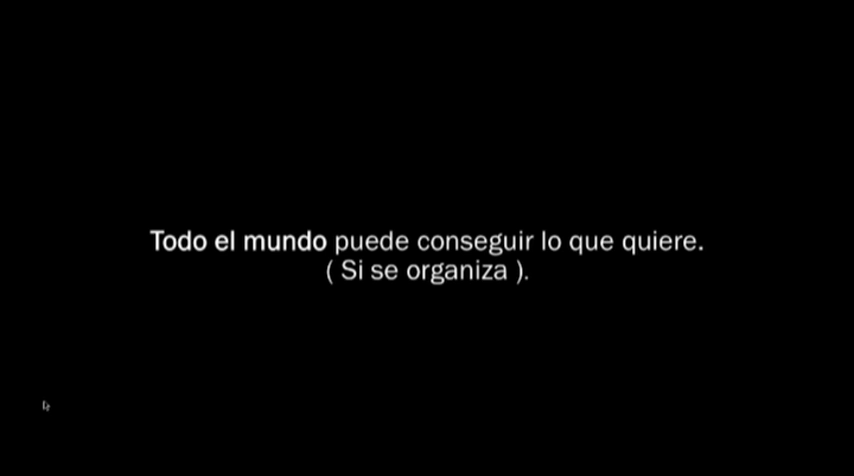 Todo el mundo puede conseguir lo que quiere.
( Si se organiza ).